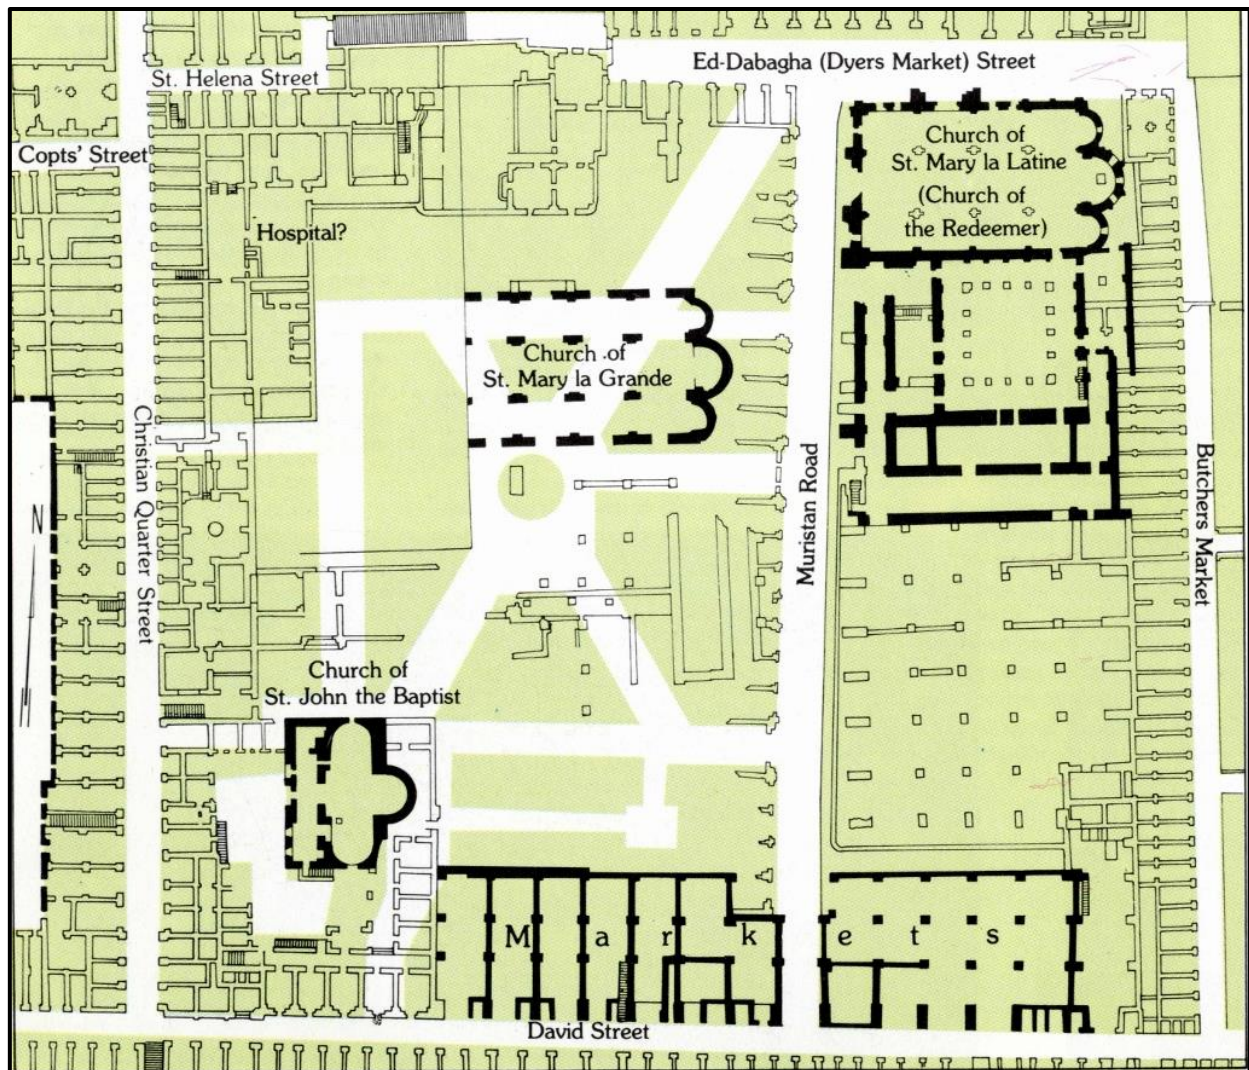 Ed-Dabagha (Dyers Market) Street
St. Helena Street
Copts' Street
Church of
St. Mary la Latine
(Church of
the Redeemer)
Hospital?
Church of
St. Mary la Grande
Christian Quarter Street
N
Muristan Road
Butchers Market
Church of
St. John the Baptist
Markets
David Street